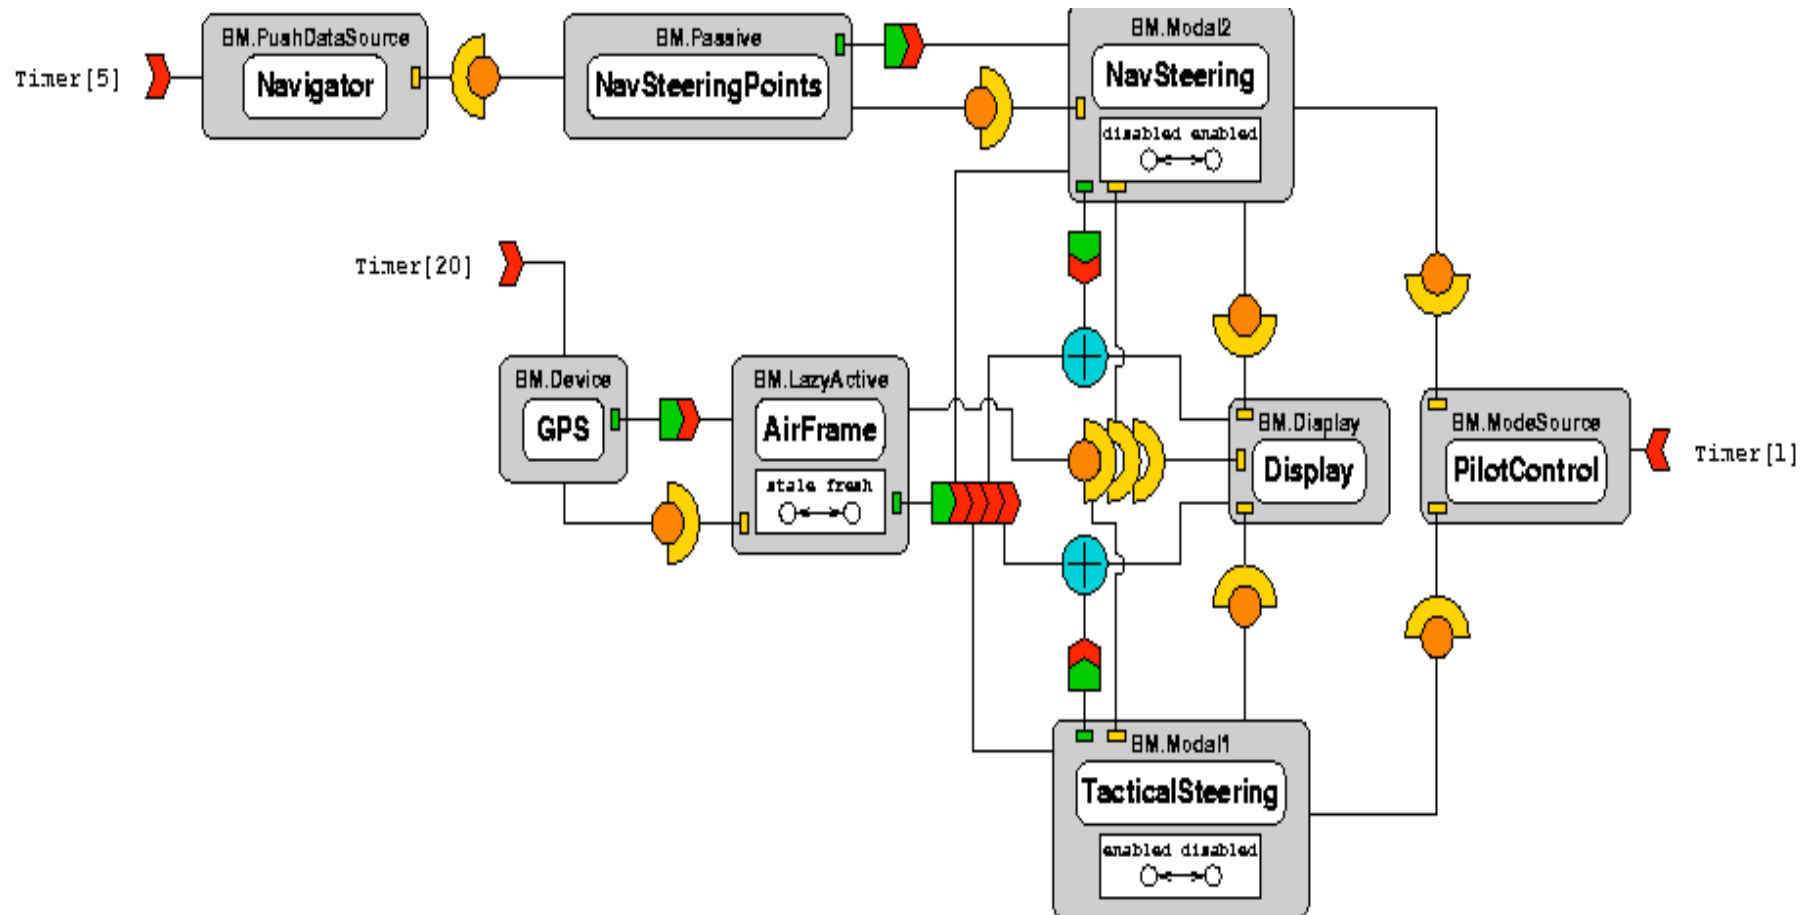 BM.PushDataSource
Navigator
Timer[5]
BM.Passive
NavSteeringPoints
BM.Modal2
NavSteering
disabled enabled
Timer[20]
BM.Device
GPS
BM.LazyActive
AirFrame
stale fresh
BM.Display
Display
BM.ModeSource
PilotControl
Timer[1]
BM.Modal1
TacticalSteering
enabled disabled